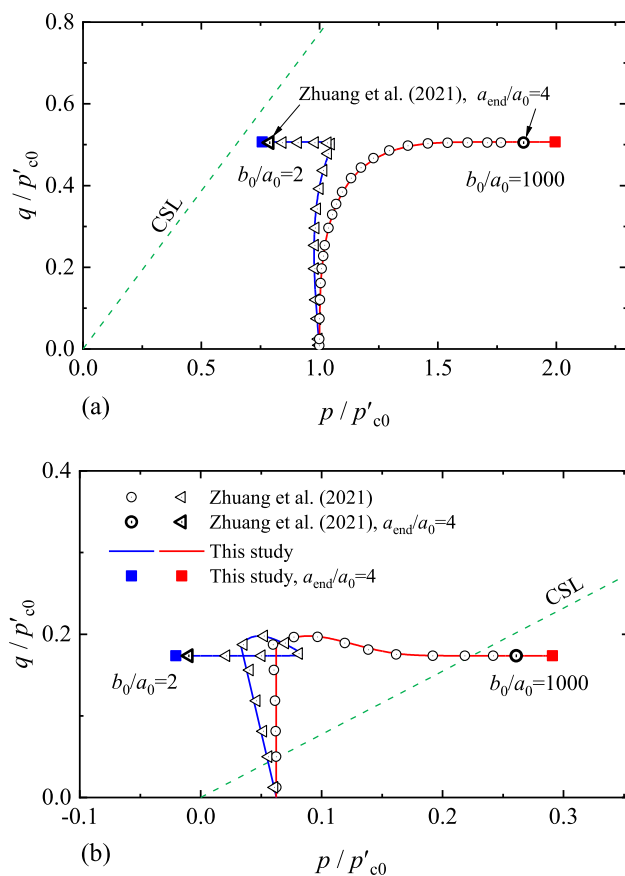 0.8
0.6
0.4
0.2
0.0
q / p′c0
Zhuang et al. (2021), aend/a0=4
b0/a0=2
b0/a0=1000
CSL
0.0 0.5 1.0 1.5 2.0
(a)
p / p′c0
0.4
0.2
0.0
q / p′c0
Zhuang et al. (2021)
Zhuang et al. (2021), aend/a0=4
This study
This study, aend/a0=4
CSL
b0/a0=2
b0/a0=1000
-0.1 0.0 0.1 0.2 0.3
(b)
p / p′c0